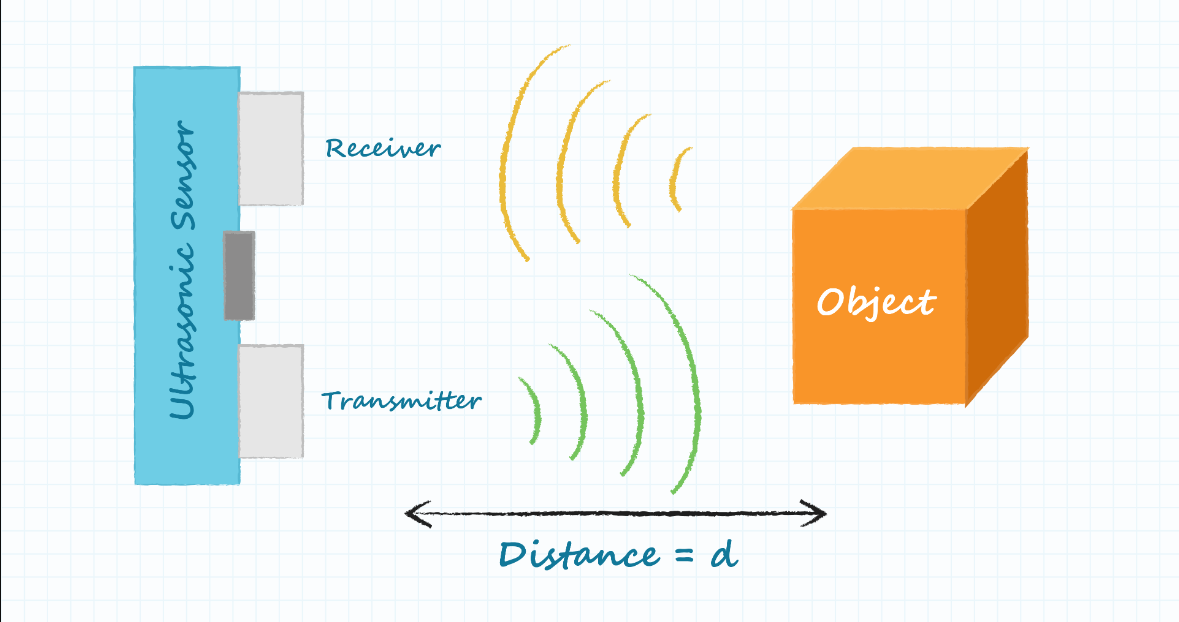 Ultrasonic Sensor
Receiver
Transmitter
Object
Distance = d